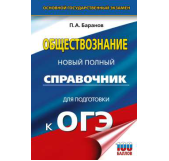 ОСНОВНОЙ ГОСУДАРСТВЕННЫЙ ЭКЗАМЕН
П.А. Баранов
ОБЩЕСТВОЗНАНИЕ
НОВЫЙ ПОЛНЫЙ
СПРАВОЧНИК
ДЛЯ ПОДГОТОВКИ
К ОГЭ
100
БАЛЛОВ